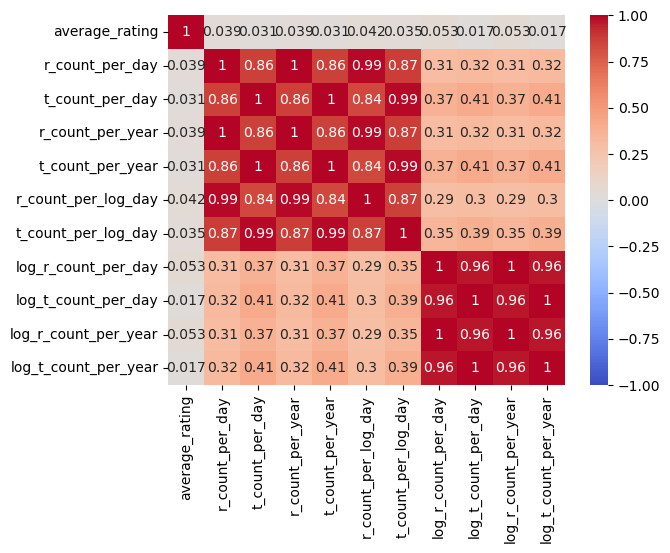 average_rating 1 0.039 0.031 0.039 0.031 0.042 0.035 0.053 0.017 0.053 0.017
r_count_per_day 0.039 1 0.86 1 0.86 0.99 0.87 0.31 0.32 0.31 0.32
t_count_per_day 0.031 0.86 1 0.86 1 0.84 0.99 0.37 0.41 0.37 0.41
r_count_per_year 0.039 1 0.86 1 0.86 0.99 0.87 0.31 0.32 0.31 0.32
t_count_per_year 0.031 0.86 1 0.86 1 0.84 0.99 0.37 0.41 0.37 0.41
r_count_per_log_day 0.042 0.99 0.84 0.99 0.84 1 0.87 0.29 0.3 0.29 0.3
t_count_per_log_day 0.035 0.87 0.99 0.87 0.99 0.87 1 0.35 0.39 0.35 0.39
log_r_count_per_day 0.053 0.31 0.37 0.31 0.37 0.29 0.35 1 0.96 1 0.96
log_t_count_per_day 0.017 0.32 0.41 0.32 0.41 0.3 0.39 0.96 1 0.96 1
log_r_count_per_year 0.053 0.31 0.37 0.31 0.37 0.29 0.35 1 0.96 1 0.96
log_t_count_per_year 0.017 0.32 0.41 0.32 0.41 0.3 0.39 0.96 1 0.96 1
average_rating
r_count_per_day
t_count_per_day
r_count_per_year
t_count_per_year
r_count_per_log_day
t_count_per_log_day
log_r_count_per_day
log_t_count_per_day
log_r_count_per_year
log_t_count_per_year
1.00
0.75
0.50
0.25
0.00
−0.25
−0.50
−0.75
−1.00